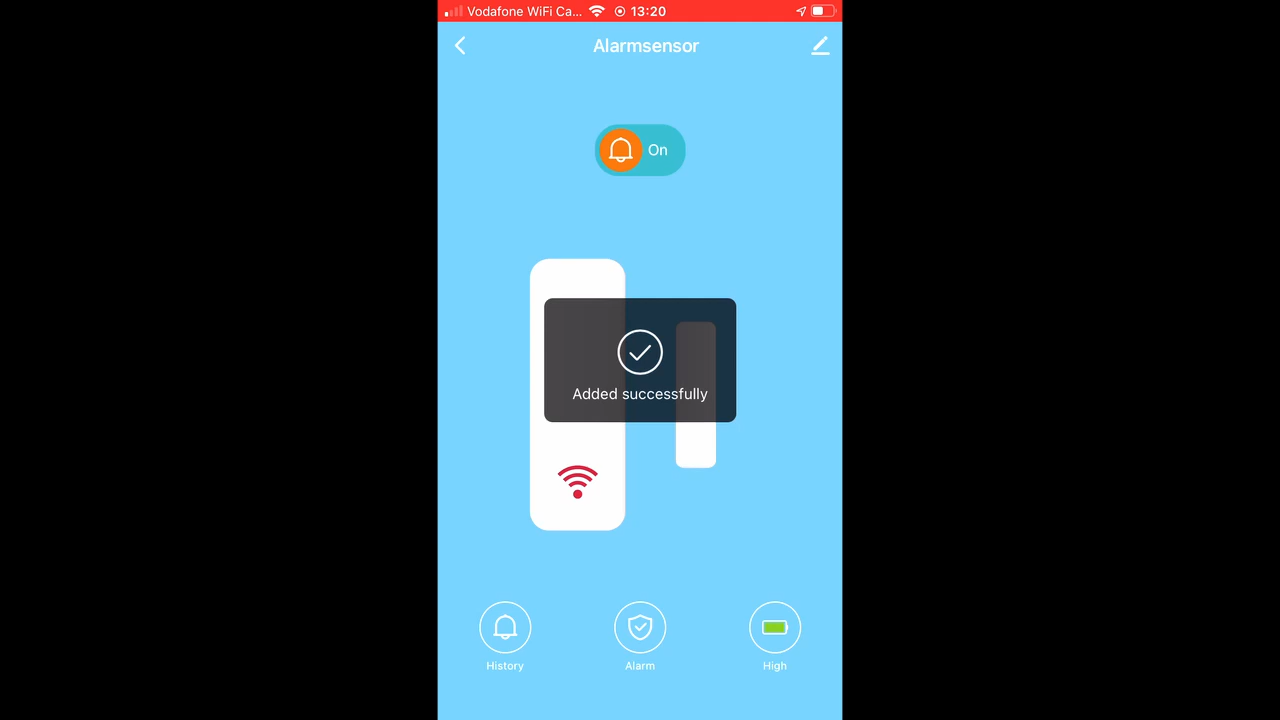 Vodafone WiFi Ca... 13:20
Alarmsensor
On
Added successfully
History Alarm High